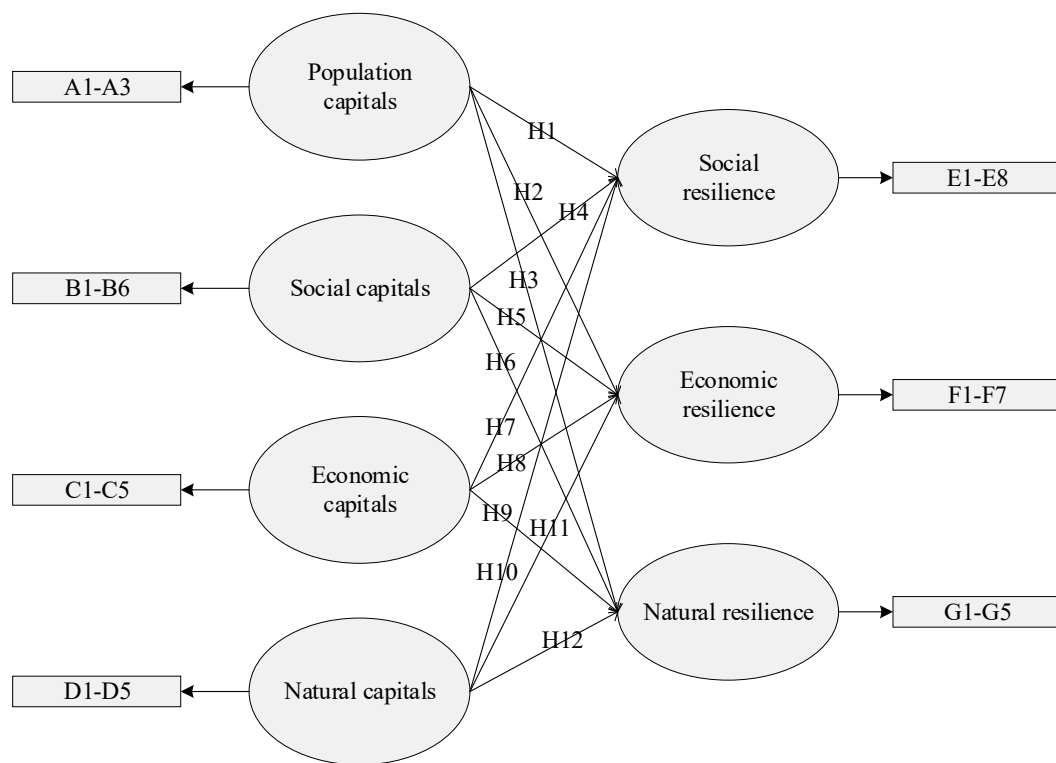 Population
capitals
A1-A3
H1
Social
resilience
E1-E8
H2
H4
Social capitals
B1-B6
H3
H5
H6
Economic
resilience
F1-F7
H7
H8
Economic
capitals
C1-C5
H9
H11
H10
Natural resilience
G1-G5
H12
Natural capitals
D1-D5